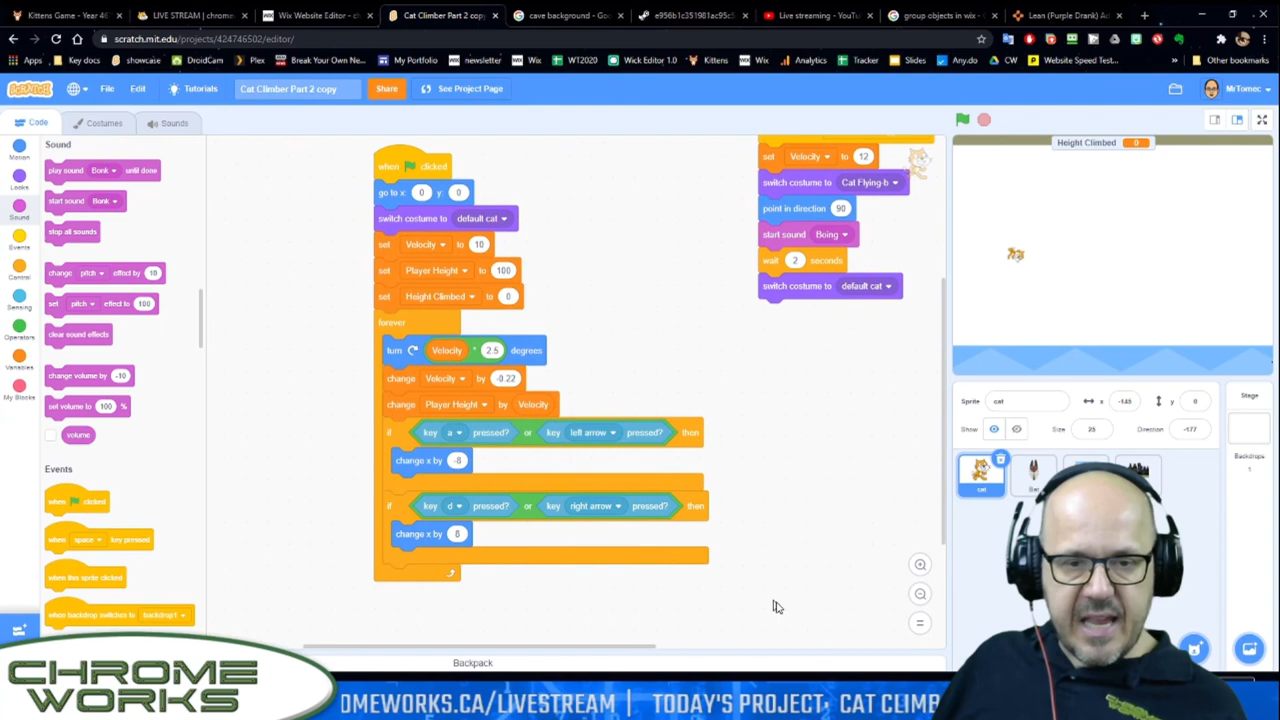 Kittens Game - Year 46
LIVE STREAM | chrome
Wix Website Editor - c
Cat Climber Part 2 cop
cave background - Goo
e956b1c351981ac95c3
Live streaming - YouTu
group objects in wix -
Lean (Purple Drank) Ad
scratch.mit.edu/projects/424746502/editor/
Apps
Key docs
showcase
DroidCam
Plex
Break Your Own New
My Portfolio
newsletter
Wix
WT2020
Wick Editor 1.0
Kittens
Wix
Analytics
Tracker
Slides
Any.do
CW
Website Speed Test
Other bookmarks
SCRATCH
File
Edit
Tutorials
Cat Climber Part 2 copy
Share
See Project Page
MrTomec
Code
Costumes
Sounds
Motion
Looks
Sound
Events
Control
Sensing
Operators
Variables
My Blocks
Sound
play sound Bonk until done
start sound Bonk
stop all sounds
change pitch effect by 10
set pitch effect to 100
clear sound effects
change volume by -10
set volume to 100 %
volume
Events
when clicked
when space key pressed
when this sprite clicked
when backdrop switches to backdrop1
when clicked
go to x: 0 y: 0
switch costume to default cat
set Velocity to 10
set Player Height to 100
set Height Climbed to 0
forever
turn Velocity * 2.5 degrees
change Velocity by -0.22
change Player Height by Velocity
if key a pressed? or key left arrow pressed? then
change x by -8
if key d pressed? or key right arrow pressed? then
change x by 8
set Velocity to 12
switch costume to Cat Flying-b
point in direction 90
start sound Boing
wait 2 seconds
switch costume to default cat
Height Climbed 0
Sprite cat x -149 y 0
Show Size 25 Direction -177
Stage
Backdrops
1
cat
Backpack
CHROME
WORKS
OMEWORKS.CA/LIVESTREAM | TODAY'S PROJECT: CAT CLIMB